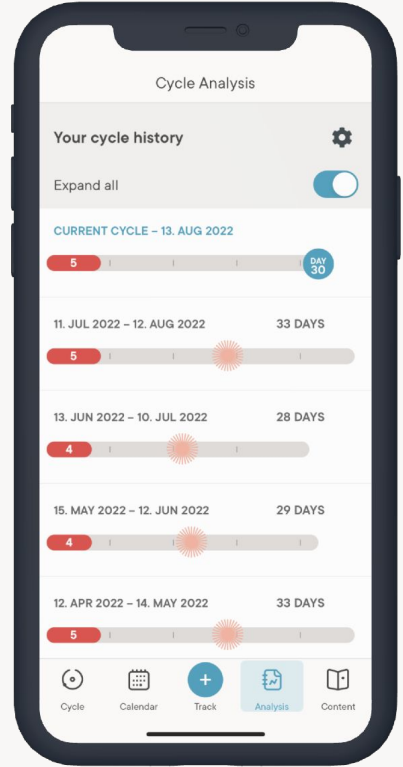 Cycle Analysis
Your cycle history
Expand all
CURRENT CYCLE – 13. AUG 2022
5
DAY
30
11. JUL 2022 – 12. AUG 2022 33 DAYS
5
13. JUN 2022 – 10. JUL 2022 28 DAYS
4
15. MAY 2022 – 12. JUN 2022 29 DAYS
4
12. APR 2022 – 14. MAY 2022 33 DAYS
5
Cycle Calendar Track Analysis Content